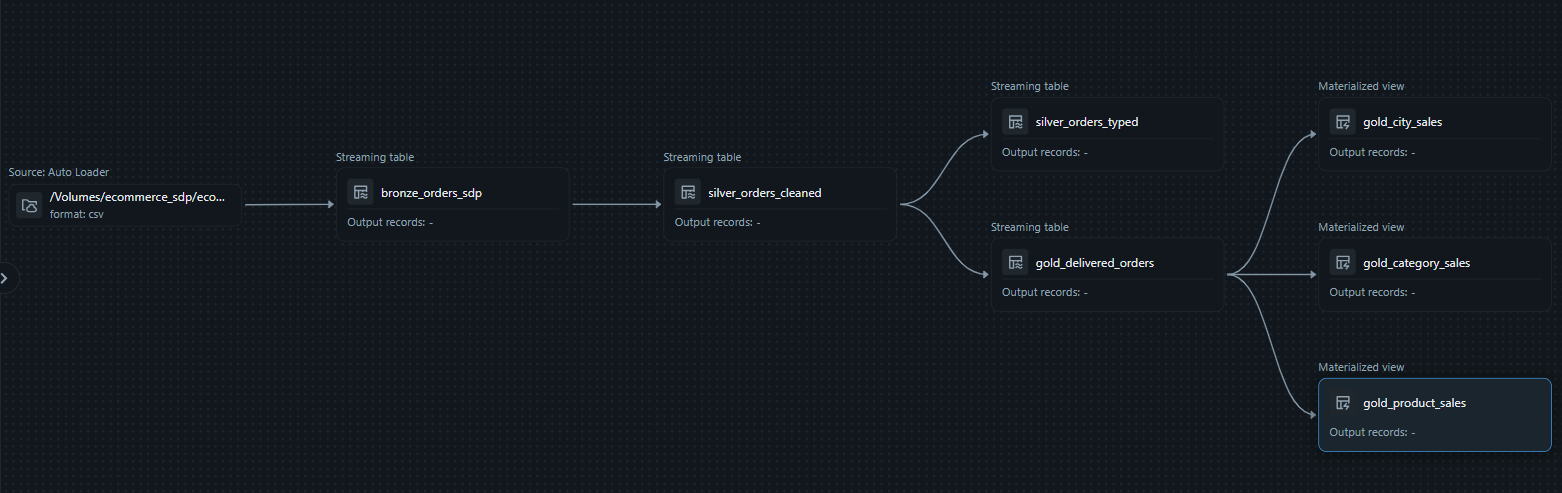 Source: Auto Loader
/Volumes/ecommerce_sdp/eco...
format: csv
Streaming table
bronze_orders_sdp
Output records: -
Streaming table
silver_orders_cleaned
Output records: -
Streaming table
silver_orders_typed
Output records: -
Streaming table
gold_delivered_orders
Output records: -
Materialized view
gold_city_sales
Output records: -
Materialized view
gold_category_sales
Output records: -
Materialized view
gold_product_sales
Output records: -